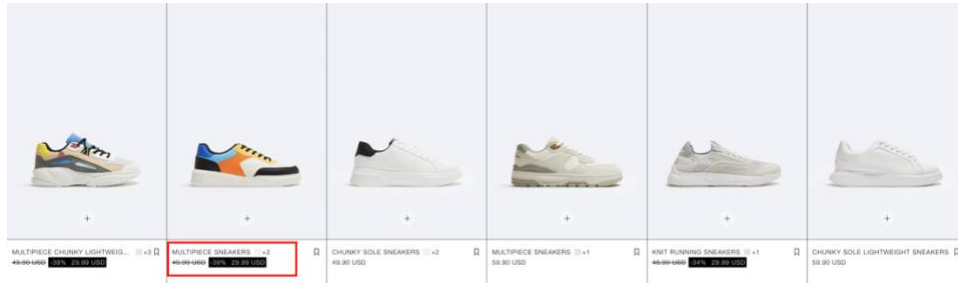 MULTIPIECE CHUNKY LIGHTWEIG... +3
49.90 USD -39% 29.99 USD
MULTIPIECE SNEAKERS +2
49.90 USD -39% 29.99 USD
CHUNKY SOLE SNEAKERS +2
49.90 USD
MULTIPIECE SNEAKERS +1
59.90 USD
KNIT RUNNING SNEAKERS +1
45.90 USD -34% 29.99 USD
CHUNKY SOLE LIGHTWEIGHT SNEAKERS
59.90 USD